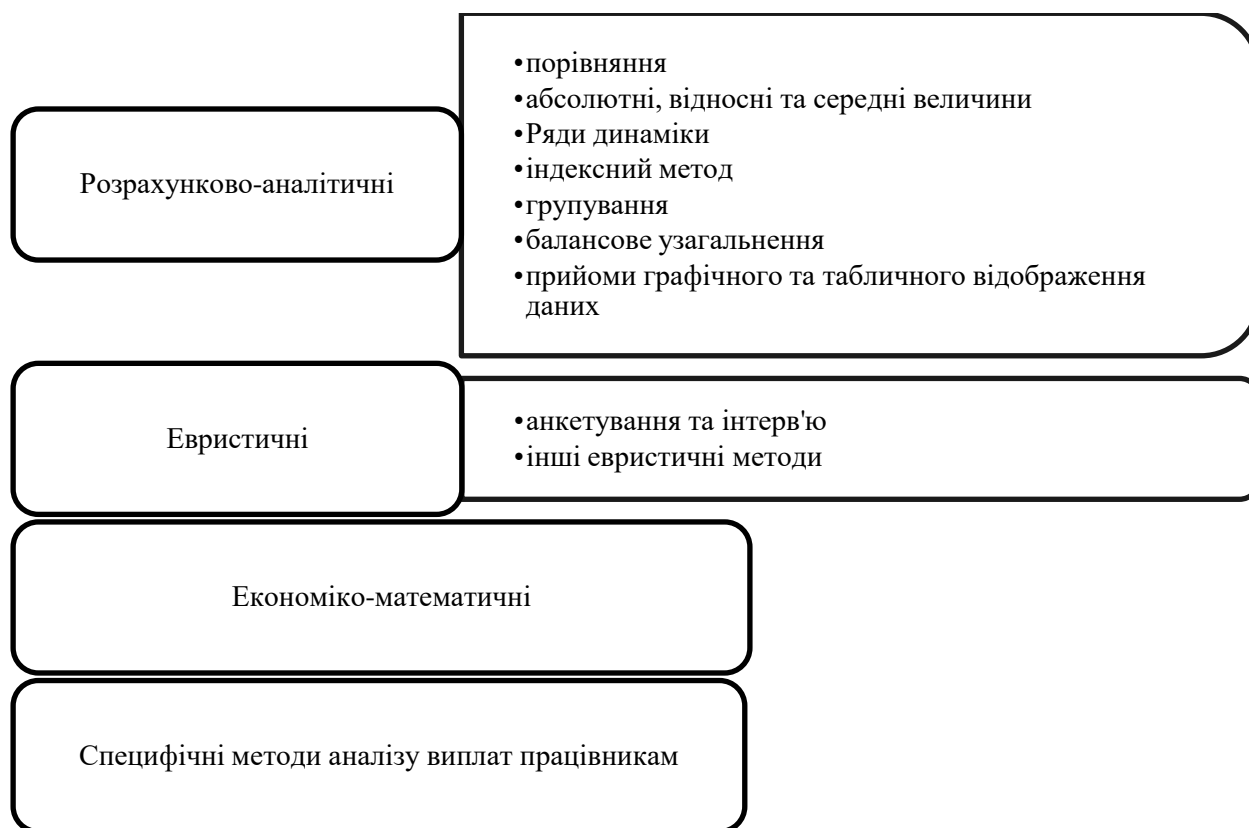 Розрахунково-аналітичні
•порівняння
•абсолютні, відносні та середні величини
•Ряди динаміки
•індексний метод
•групування
•балансове узагальнення
•прийоми графічного та табличного відображення
даних
Евристичні
•анкетування та інтерв'ю
•інші евристичні методи
Економіко-математичні
Специфічні методи аналізу виплат працівникам